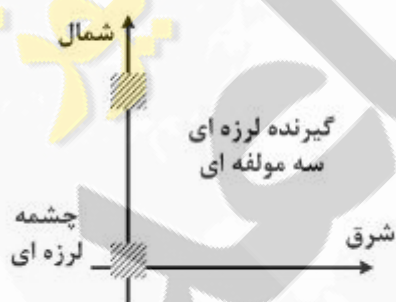 شمال
گیرنده لرزه ای
سه مولفه ای
چشمه
لرزه ای
شرق